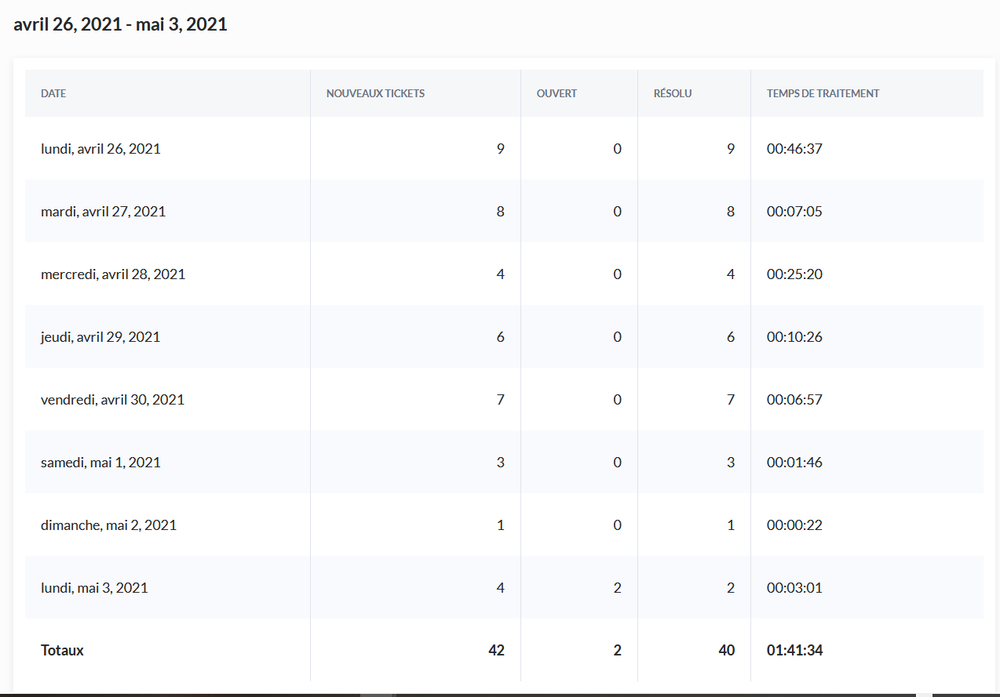 avril 26, 2021 - mai 3, 2021
DATE NOUVEAUX TICKETS OUVERT RÉSOLU TEMPS DE TRAITEMENT
lundi, avril 26, 2021 9 0 9 00:46:37
mardi, avril 27, 2021 8 0 8 00:07:05
mercredi, avril 28, 2021 4 0 4 00:25:20
jeudi, avril 29, 2021 6 0 6 00:10:26
vendredi, avril 30, 2021 7 0 7 00:06:57
samedi, mai 1, 2021 3 0 3 00:01:46
dimanche, mai 2, 2021 1 0 1 00:00:22
lundi, mai 3, 2021 4 2 2 00:03:01
Totaux 42 2 40 01:41:34